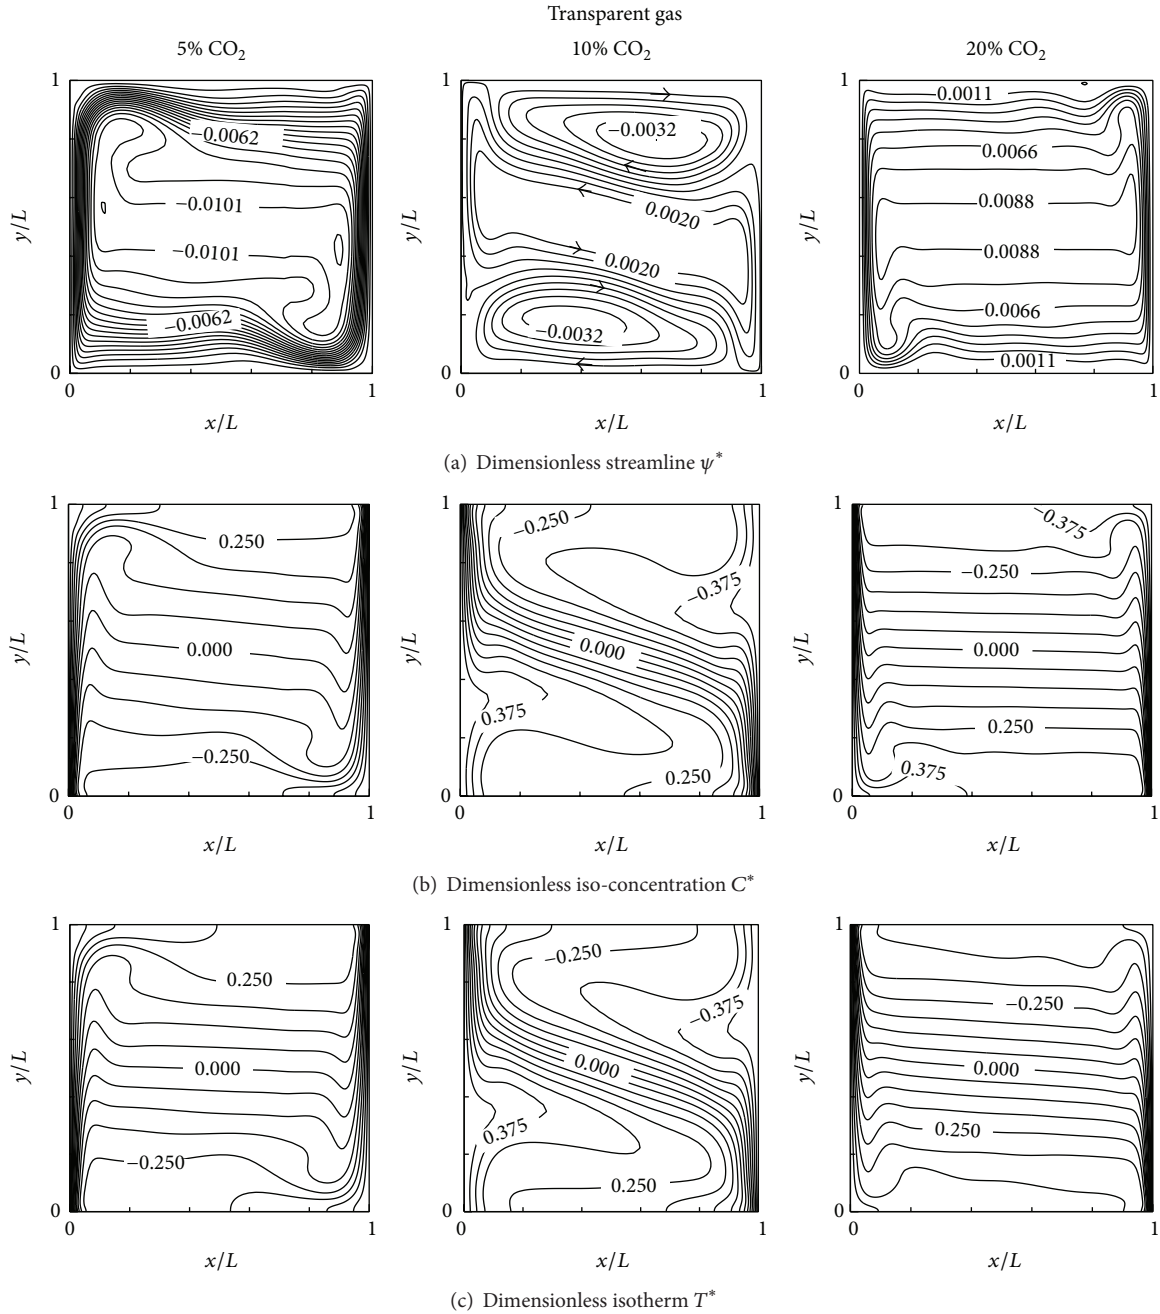 Transparent gas
5% CO₂ 10% CO₂ 20% CO₂
1 1 1
−0.0062 −0.0032 0.0011
0.0066
−0.0101 0.0020 0.0088
y/L y/L y/L
−0.0101 0.0020 0.0088
−0.0062 −0.0032 0.0066
0.0011
0 0 0
0 1 0 1 0 1
x/L x/L x/L
(a) Dimensionless streamline ψ*
1 1 1
0.250 −0.250 −0.375
−0.375 −0.250
y/L 0.000 y/L 0.000 y/L 0.000
0.375 0.250
−0.250 0.250 0.375
0 0 0
0 1 0 1 0 1
x/L x/L x/L
(b) Dimensionless iso-concentration C*
1 1 1
0.250 −0.250 −0.250
−0.375
y/L 0.000 y/L 0.000 y/L 0.000
0.375 0.250
−0.250 0.250
0 0 0
0 1 0 1 0 1
x/L x/L x/L
(c) Dimensionless isotherm T*